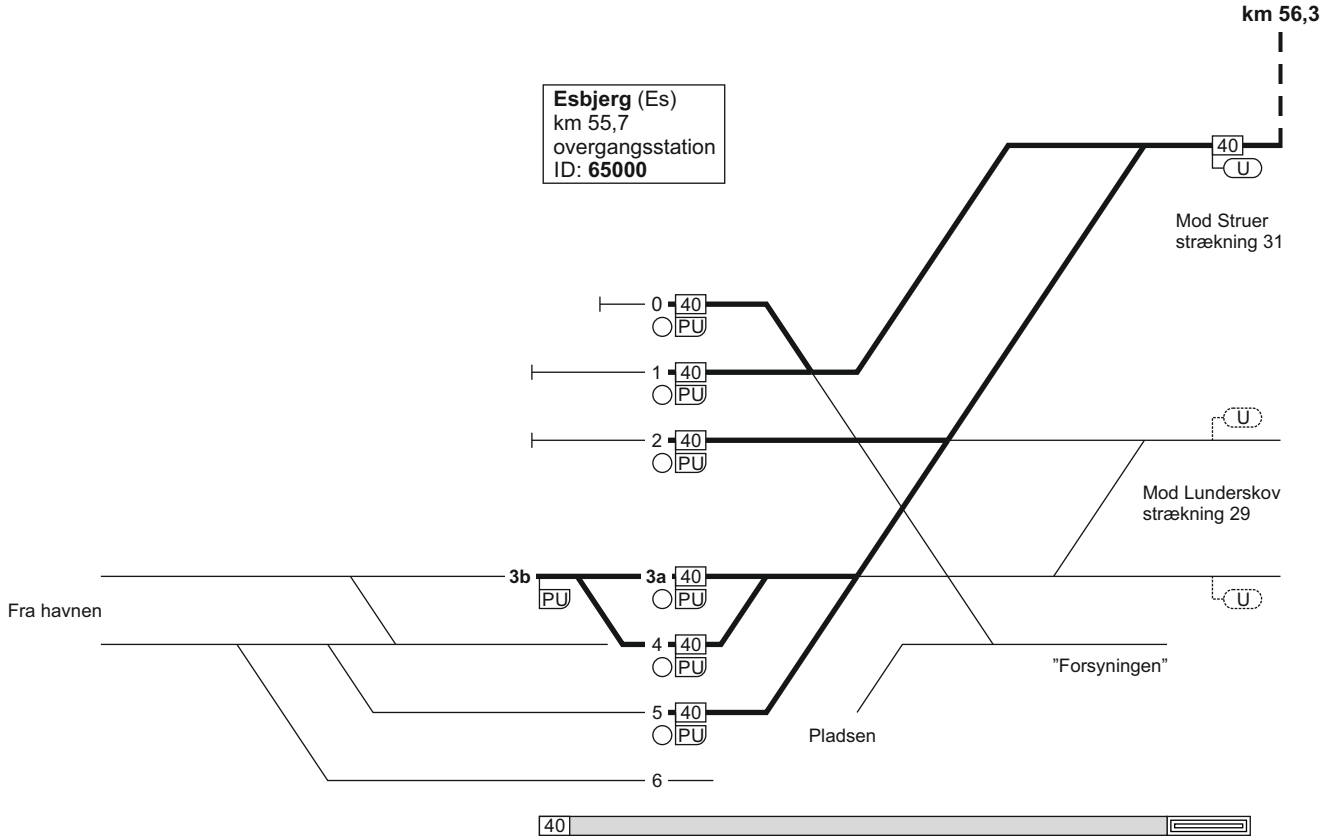 km 56,3
Esbjerg (Es)
km 55,7
overgangsstation
ID: 65000
40
U
Mod Struer
strækning 31
0 40
PU
1 40
PU
2 40
PU
U
Mod Lunderskov
strækning 29
3b 3a 40
PU PU
U
Fra havnen
4 40
PU
"Forsyningen"
5 40
PU
Pladsen
6
40